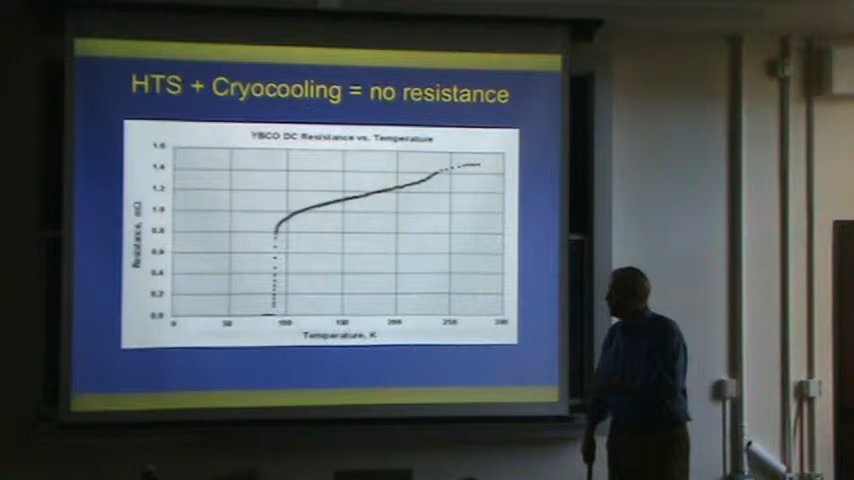 HTS + Cryocooling = no resistance
YBCO DC Resistance vs. Temperature
1.6
1.4
1.2
1.0
0.8
0.6
0.4
0.2
0.0
Resistance, mΩ
0 50 100 150 200 250 300
Temperature, K